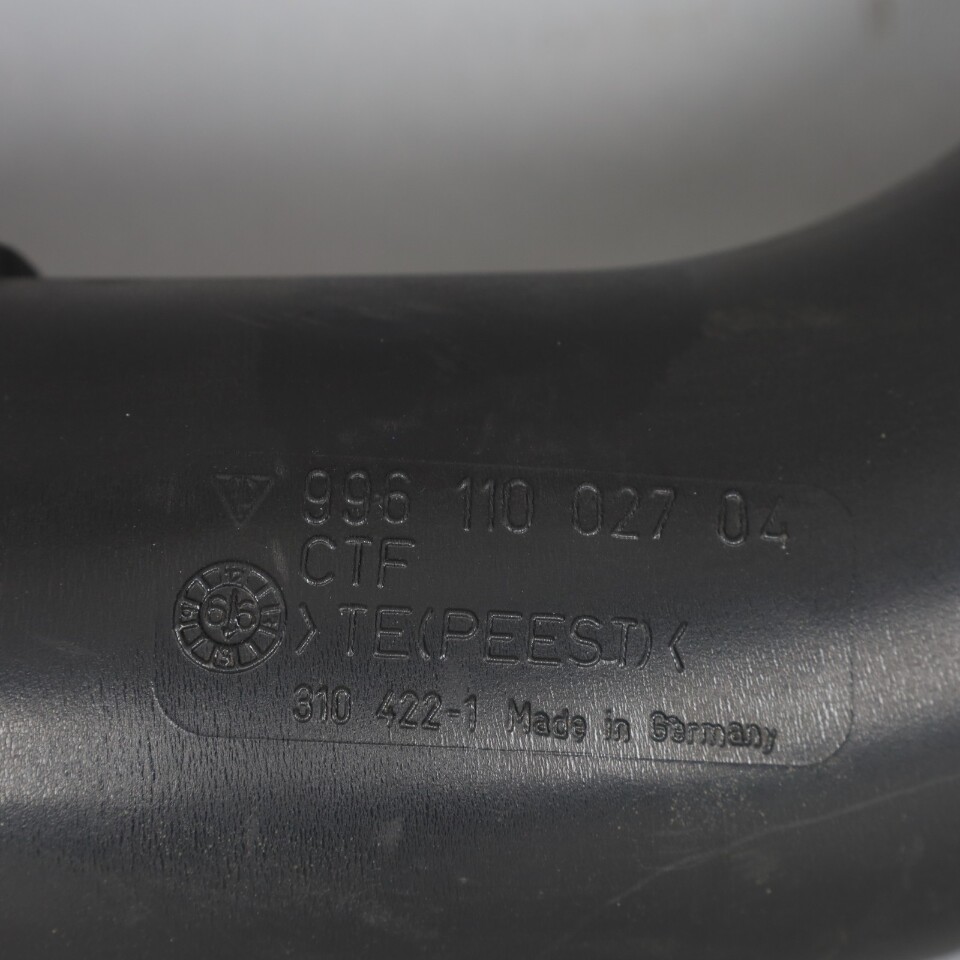 996 110 027 04
CTF
>TE(PEEST)<
310 422-1 Made in Germany